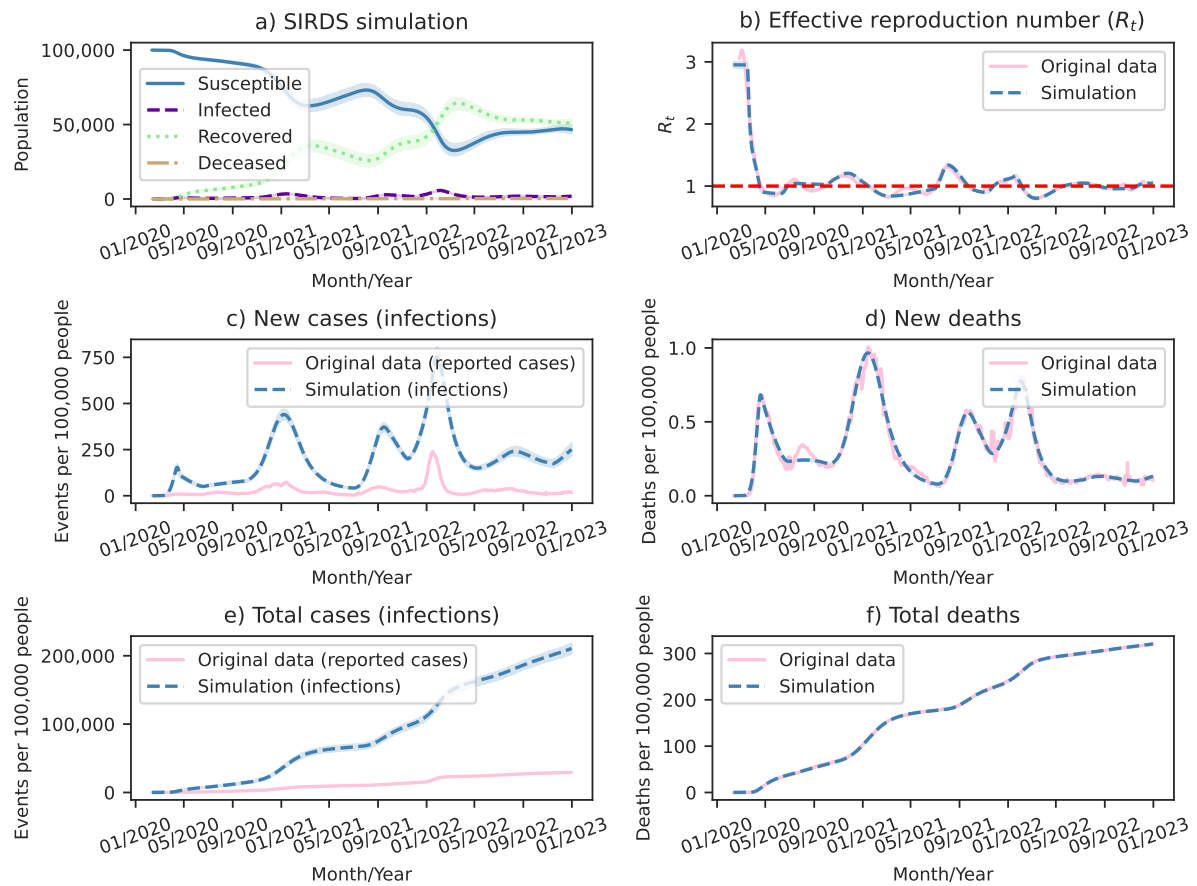 a) SIRDS simulation
Population
100,000
50,000
0
Susceptible
Infected
Recovered
Deceased
01/2020
05/2020
09/2020
01/2021
05/2021
09/2021
01/2022
05/2022
09/2022
01/2023
Month/Year
b) Effective reproduction number (Rₜ)
Rₜ
3
2
1
Original data
Simulation
01/2020
05/2020
09/2020
01/2021
05/2021
09/2021
01/2022
05/2022
09/2022
01/2023
Month/Year
c) New cases (infections)
Events per 100,000 people
750
500
250
0
Original data (reported cases)
Simulation (infections)
01/2020
05/2020
09/2020
01/2021
05/2021
09/2021
01/2022
05/2022
09/2022
01/2023
Month/Year
d) New deaths
Deaths per 100,000 people
1.0
0.5
0.0
Original data
Simulation
01/2020
05/2020
09/2020
01/2021
05/2021
09/2021
01/2022
05/2022
09/2022
01/2023
Month/Year
e) Total cases (infections)
Events per 100,000 people
200,000
100,000
0
Original data (reported cases)
Simulation (infections)
01/2020
05/2020
09/2020
01/2021
05/2021
09/2021
01/2022
05/2022
09/2022
01/2023
Month/Year
f) Total deaths
Deaths per 100,000 people
300
200
100
0
Original data
Simulation
01/2020
05/2020
09/2020
01/2021
05/2021
09/2021
01/2022
05/2022
09/2022
01/2023
Month/Year